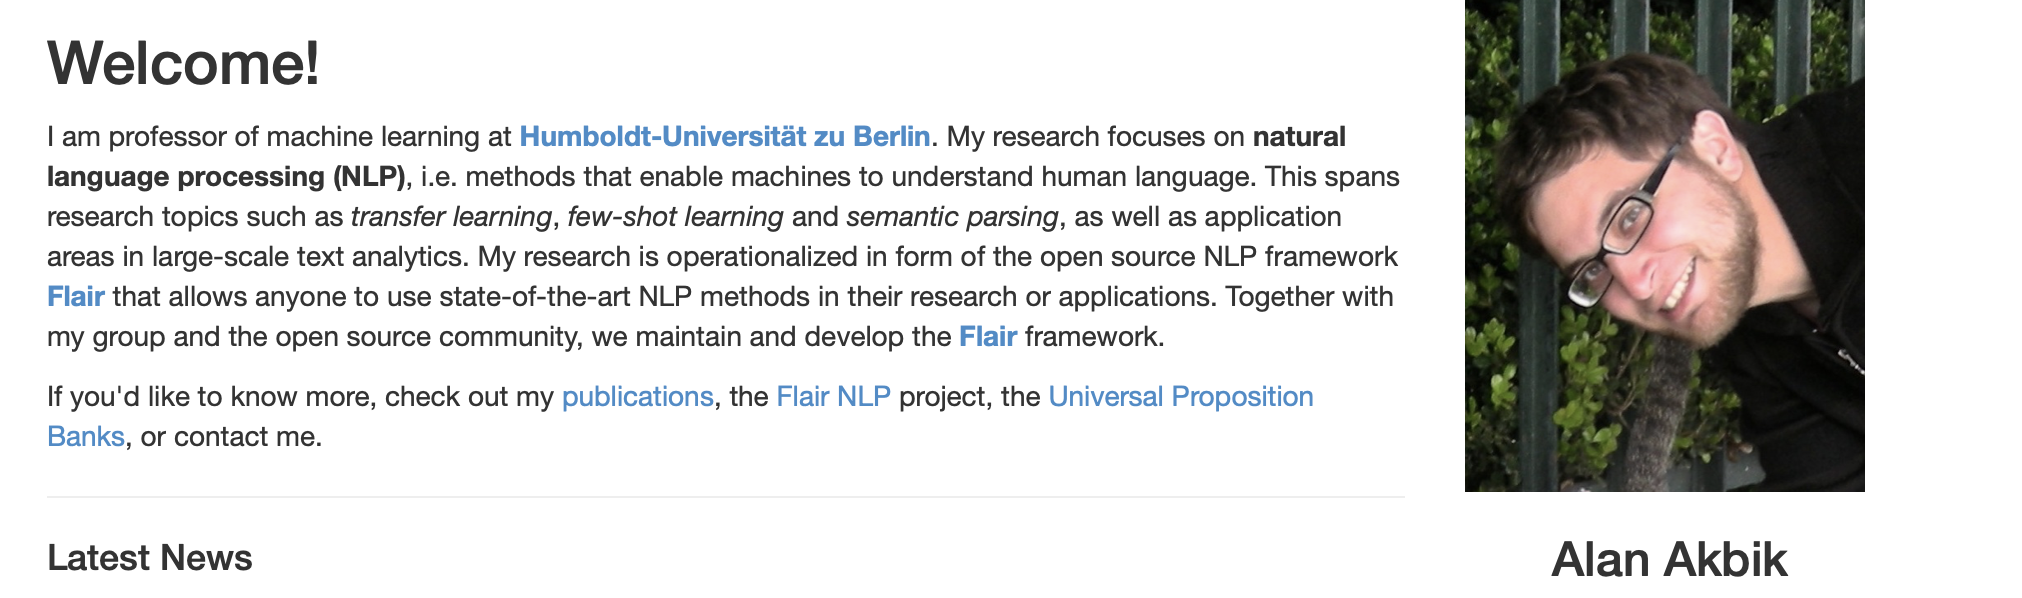 Welcome!
I am professor of machine learning at Humboldt-Universität zu Berlin. My research focuses on natural
language processing (NLP), i.e. methods that enable machines to understand human language. This spans
research topics such as transfer learning, few-shot learning and semantic parsing, as well as application
areas in large-scale text analytics. My research is operationalized in form of the open source NLP framework
Flair that allows anyone to use state-of-the-art NLP methods in their research or applications. Together with
my group and the open source community, we maintain and develop the Flair framework.
If you'd like to know more, check out my publications, the Flair NLP project, the Universal Proposition
Banks, or contact me.
Latest News
Alan Akbik